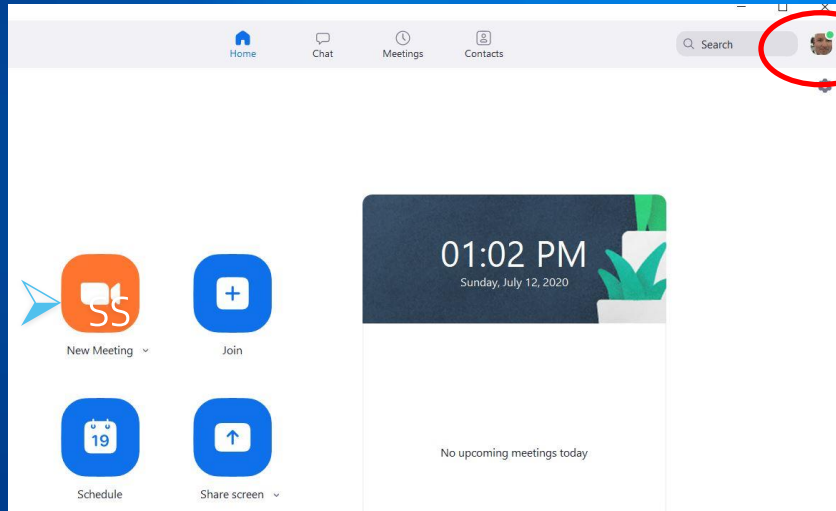 Home
Chat
Meetings
Contacts
Search
01:02 PM
Sunday, July 12, 2020
SS
New Meeting
Join
19
Schedule
Share screen
No upcoming meetings today